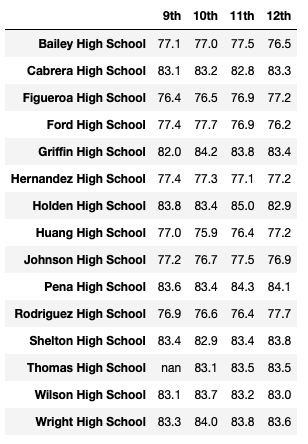 9th 10th 11th 12th
Bailey High School 77.1 77.0 77.5 76.5
Cabrera High School 83.1 83.2 82.8 83.3
Figueroa High School 76.4 76.5 76.9 77.2
Ford High School 77.4 77.7 76.9 76.2
Griffin High School 82.0 84.2 83.8 83.4
Hernandez High School 77.4 77.3 77.1 77.2
Holden High School 83.8 83.4 85.0 82.9
Huang High School 77.0 75.9 76.4 77.2
Johnson High School 77.2 76.7 77.5 76.9
Pena High School 83.6 83.4 84.3 84.1
Rodriguez High School 76.9 76.6 76.4 77.7
Shelton High School 83.4 82.9 83.4 83.8
Thomas High School nan 83.1 83.5 83.5
Wilson High School 83.1 83.7 83.2 83.0
Wright High School 83.3 84.0 83.8 83.6